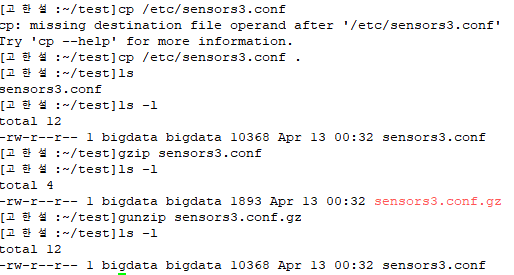 [고 한 설 :~/test]cp /etc/sensors3.conf
cp: missing destination file operand after '/etc/sensors3.conf'
Try 'cp --help' for more information.
[고 한 설 :~/test]cp /etc/sensors3.conf .
[고 한 설 :~/test]ls
sensors3.conf
[고 한 설 :~/test]ls -l
total 12
-rw-r--r-- 1 bigdata bigdata 10368 Apr 13 00:32 sensors3.conf
[고 한 설 :~/test]gzip sensors3.conf
[고 한 설 :~/test]ls -l
total 4
-rw-r--r-- 1 bigdata bigdata 1893 Apr 13 00:32 sensors3.conf.gz
[고 한 설 :~/test]gunzip sensors3.conf.gz
[고 한 설 :~/test]ls -l
total 12
-rw-r--r-- 1 bigdata bigdata 10368 Apr 13 00:32 sensors3.conf